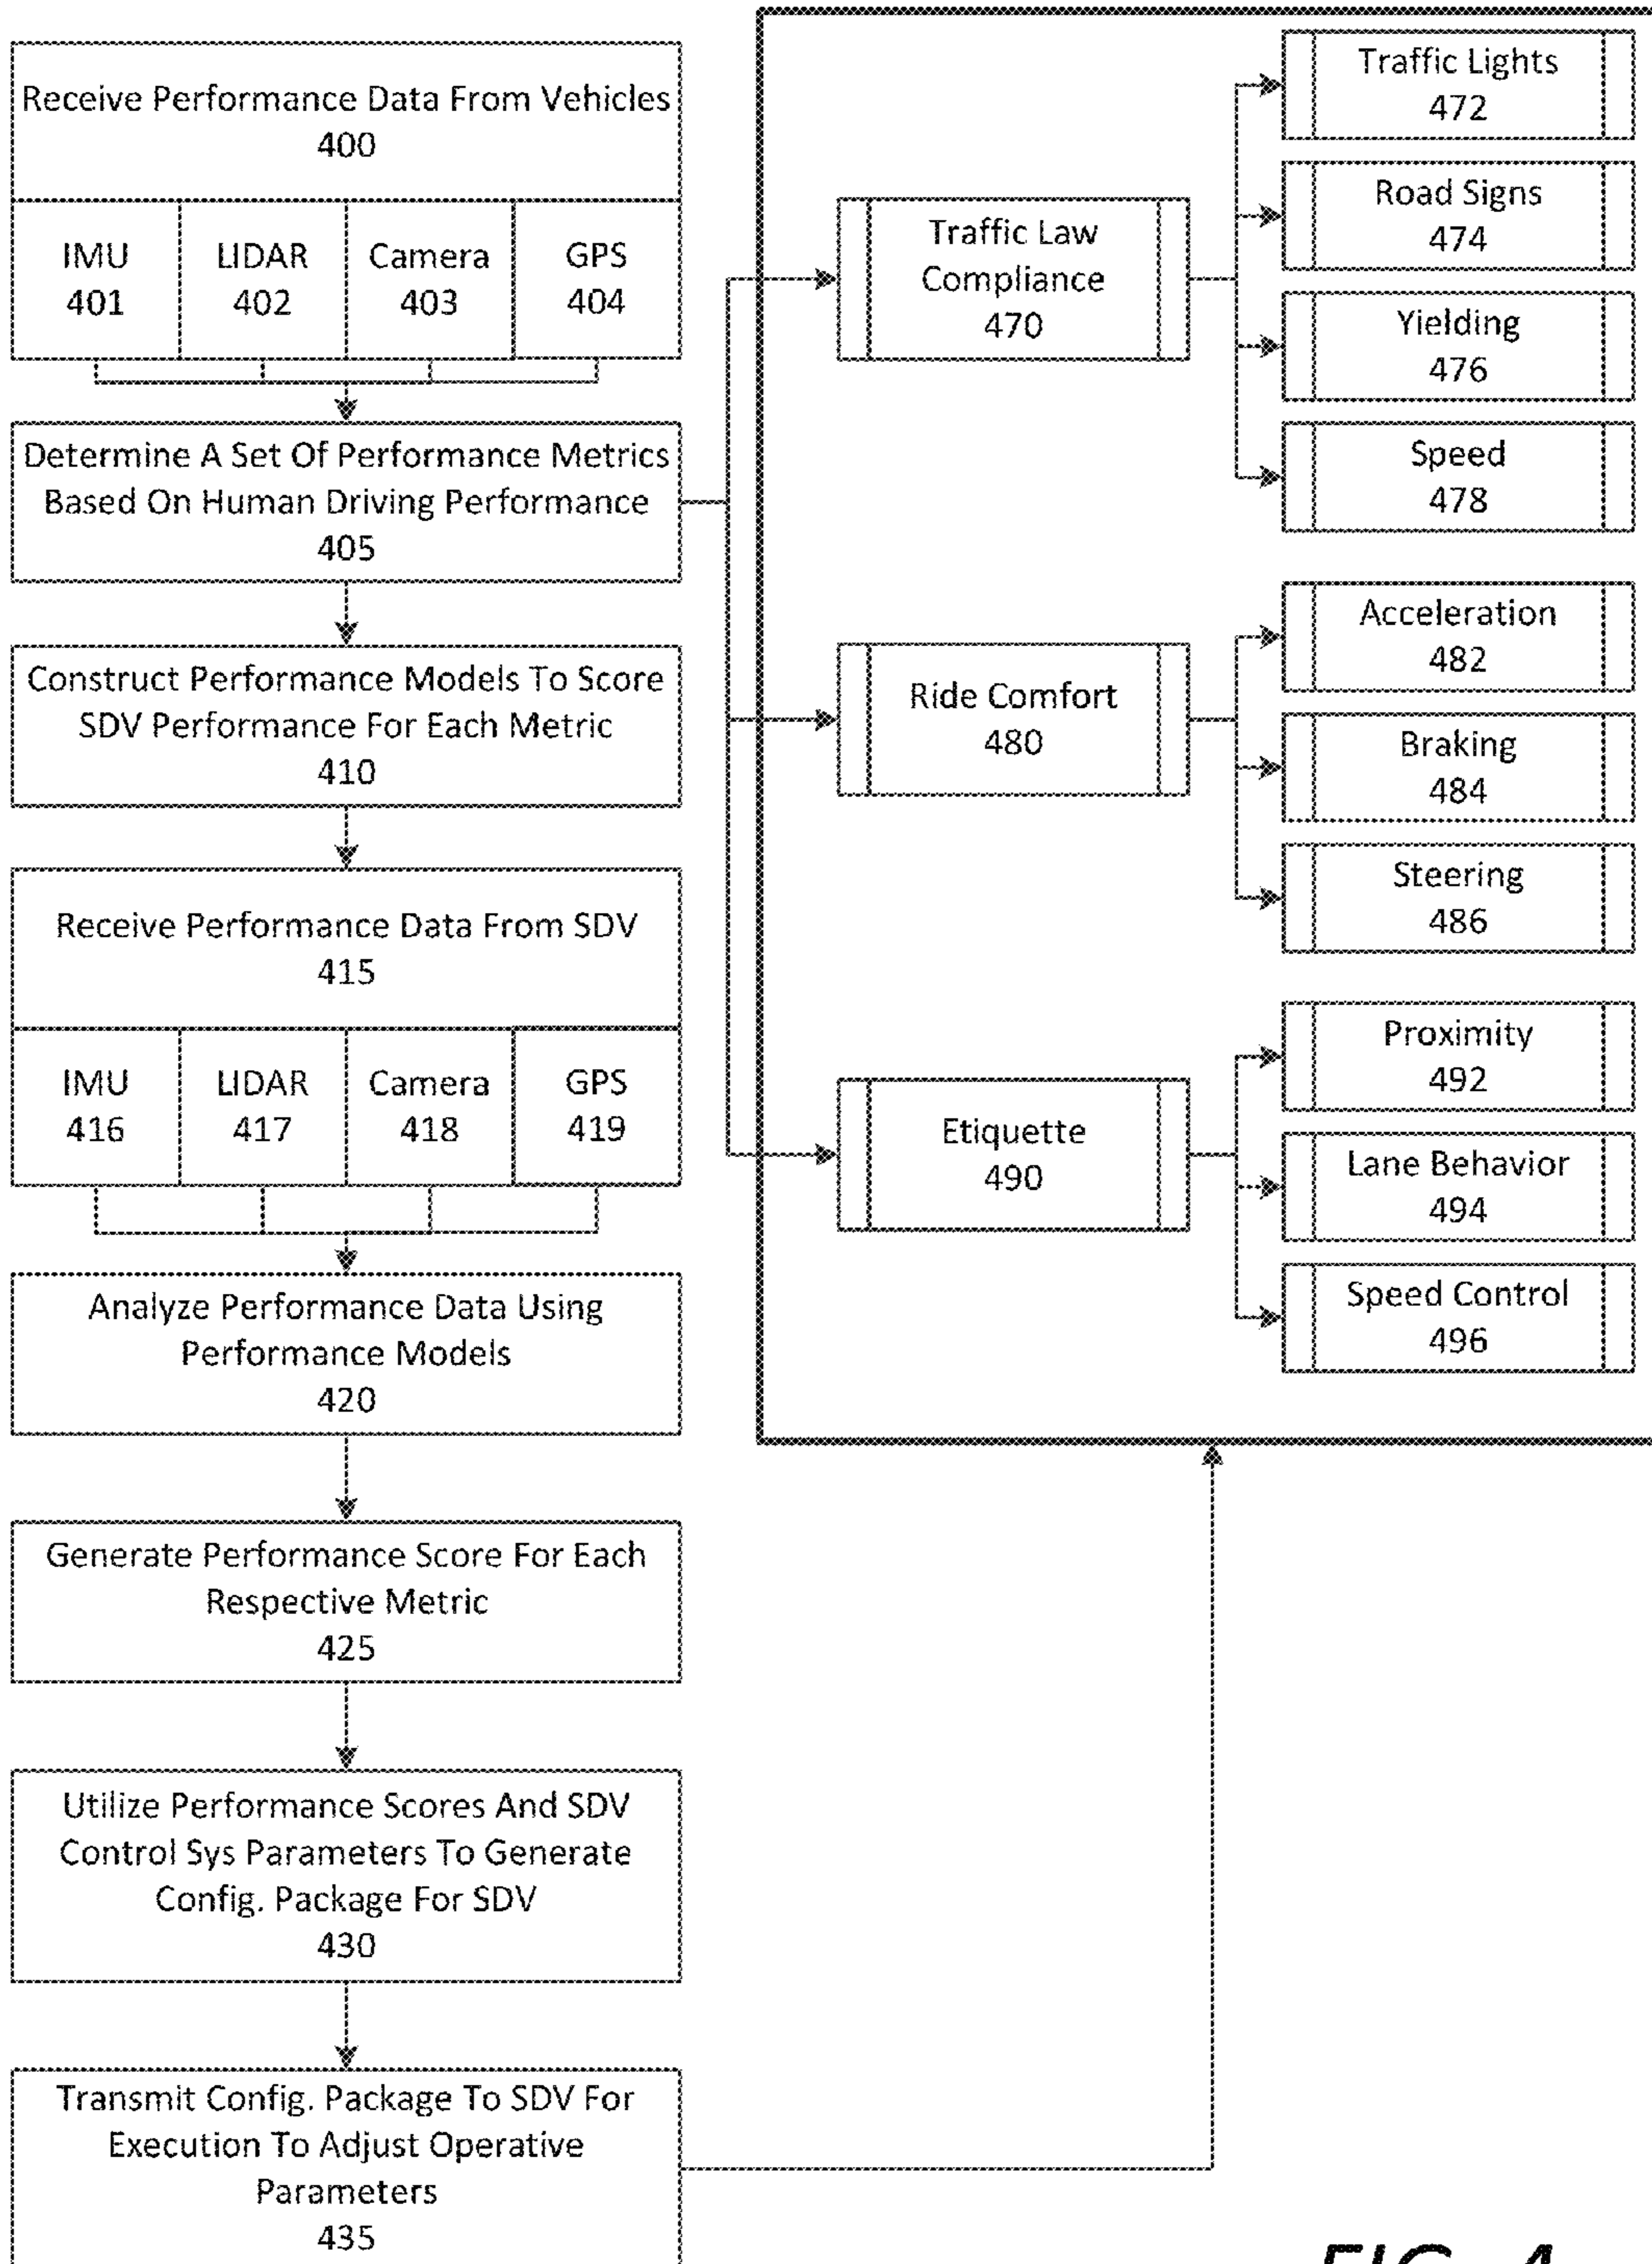 Receive Performance Data From Vehicles
400
IMU
401
LIDAR
402
Camera
403
GPS
404
Determine A Set Of Performance Metrics
Based On Human Driving Performance
405
Construct Performance Models To Score
SDV Performance For Each Metric
410
Receive Performance Data From SDV
415
IMU
416
LIDAR
417
Camera
418
GPS
419
Analyze Performance Data Using
Performance Models
420
Generate Performance Score For Each
Respective Metric
425
Utilize Performance Scores And SDV
Control Sys Parameters To Generate
Config. Package For SDV
430
Transmit Config. Package To SDV For
Execution To Adjust Operative
Parameters
435
Traffic Law
Compliance
470
Traffic Lights
472
Road Signs
474
Yielding
476
Speed
478
Ride Comfort
480
Acceleration
482
Braking
484
Steering
486
Etiquette
490
Proximity
492
Lane Behavior
494
Speed Control
496